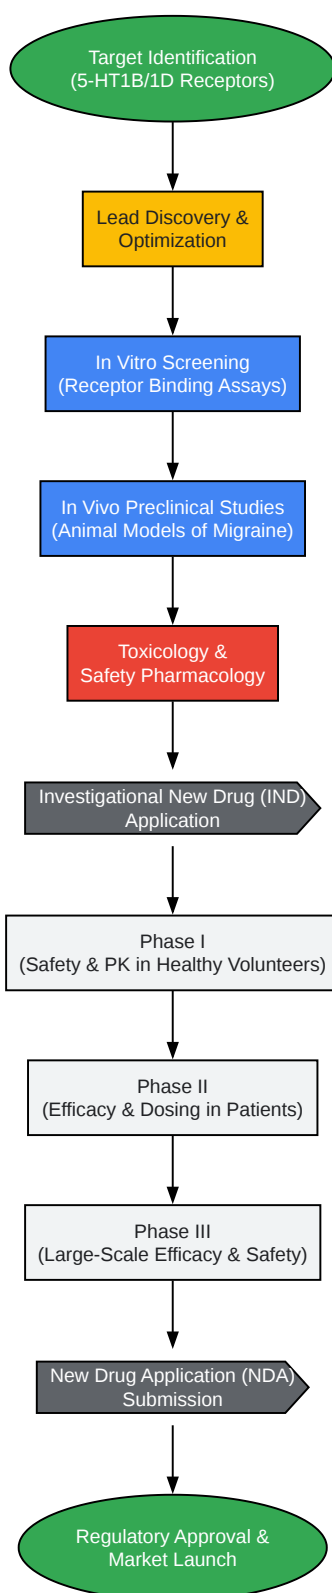 Target Identification
(5-HT1B/1D Receptors)
Lead Discovery &
Optimization
In Vitro Screening
(Receptor Binding Assays)
In Vivo Preclinical Studies
(Animal Models of Migraine)
Toxicology &
Safety Pharmacology
Investigational New Drug (IND)
Application
Phase I
(Safety & PK in Healthy Volunteers)
Phase II
(Efficacy & Dosing in Patients)
Phase III
(Large-Scale Efficacy & Safety)
New Drug Application (NDA)
Submission
Regulatory Approval &
Market Launch